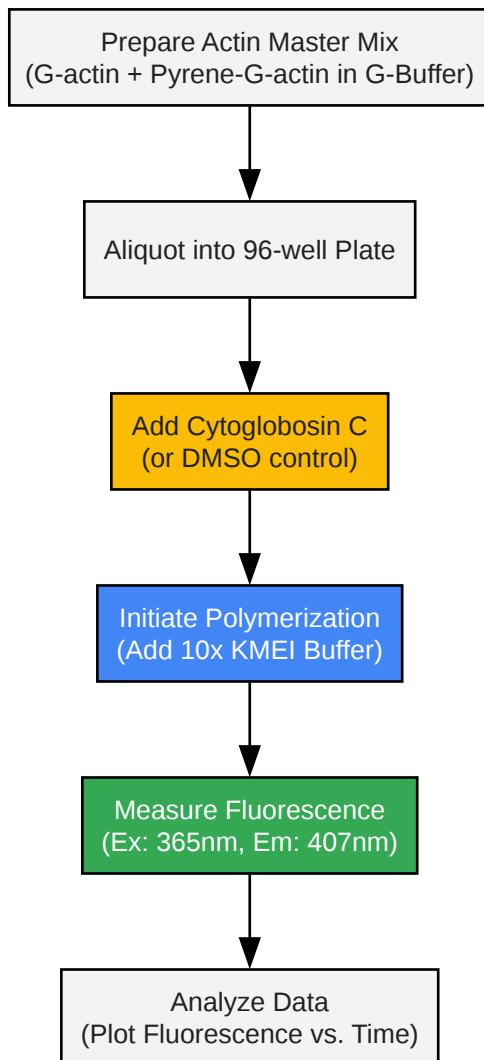 Prepare Actin Master Mix
(G-actin + Pyrene-G-actin in G-Buffer)
Aliquot into 96-well Plate
Add Cytoglobosin C
(or DMSO control)
Initiate Polymerization
(Add 10x KMEI Buffer)
Measure Fluorescence
(Ex: 365nm, Em: 407nm)
Analyze Data
(Plot Fluorescence vs. Time)